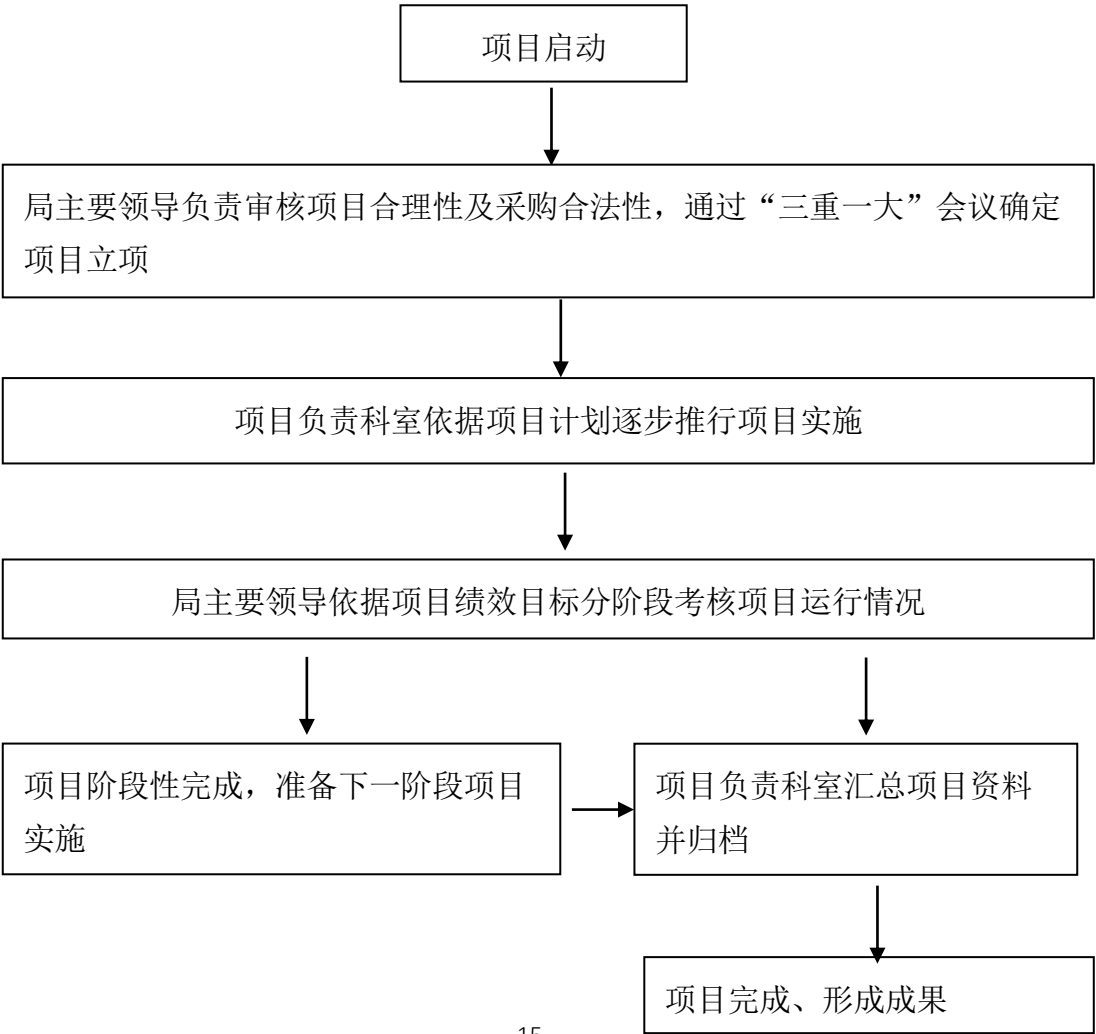 项目启动
局主要领导负责审核项目合理性及采购合法性，通过“三重一大”会议确定
项目立项
项目负责科室依据项目计划逐步推行项目实施
局主要领导依据项目绩效目标分阶段考核项目运行情况
项目阶段性完成，准备下一阶段项目
实施
项目负责科室汇总项目资料
并归档
项目完成、形成成果
15